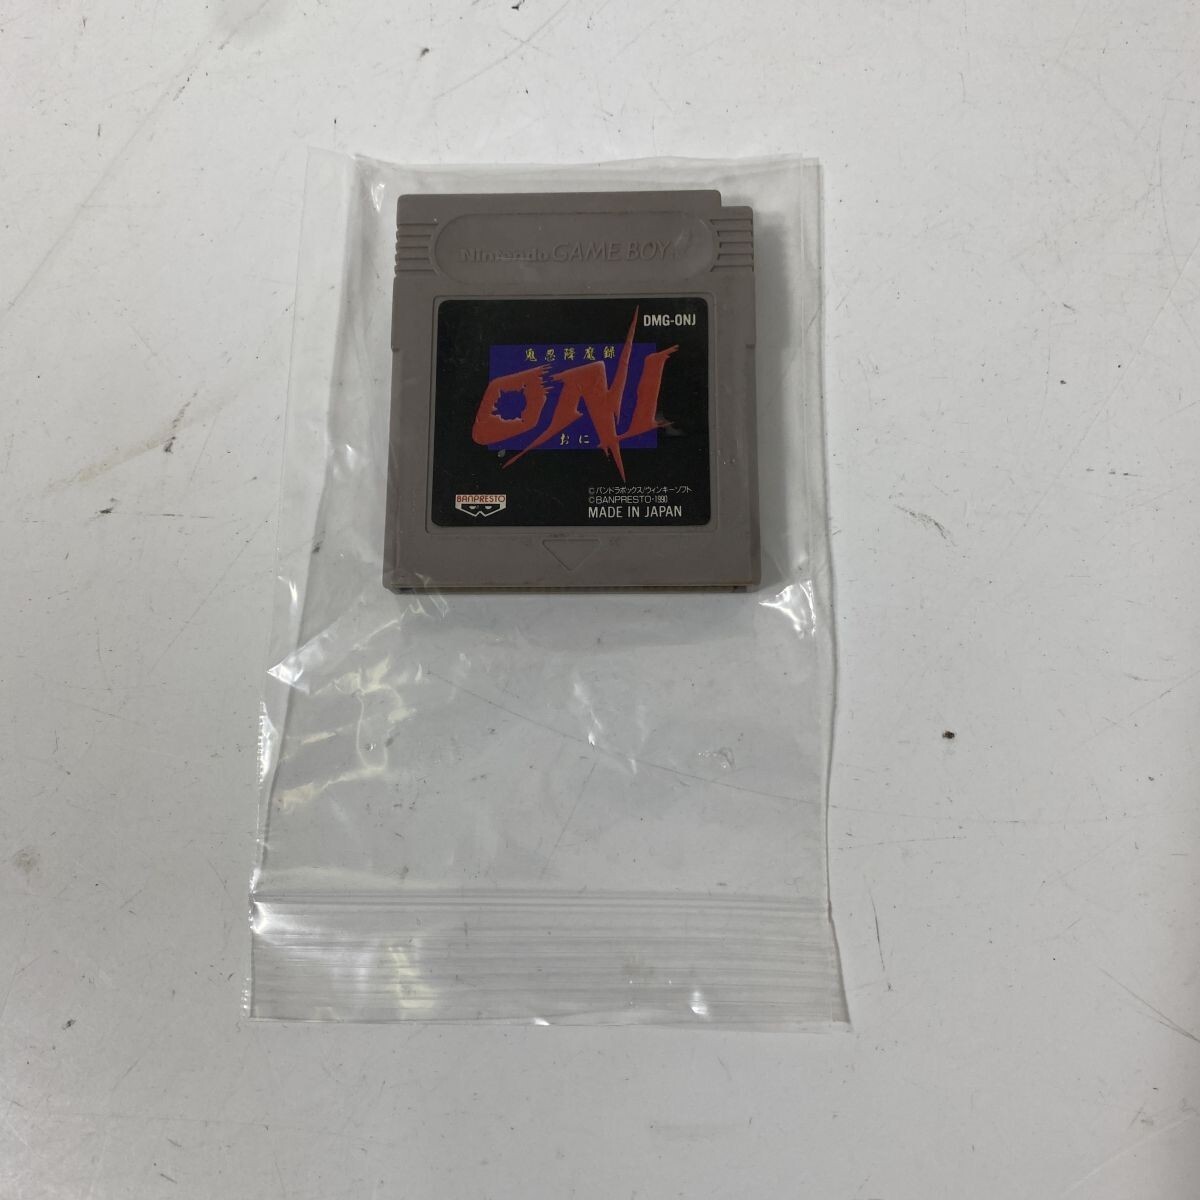 Nintendo GAME BOY
DMG-ONJ
鬼忍降魔録
ONI
おに
BANPRESTO
©パンドラボックス/ウィンキーソフト
©BANPRESTO・1990
MADE IN JAPAN